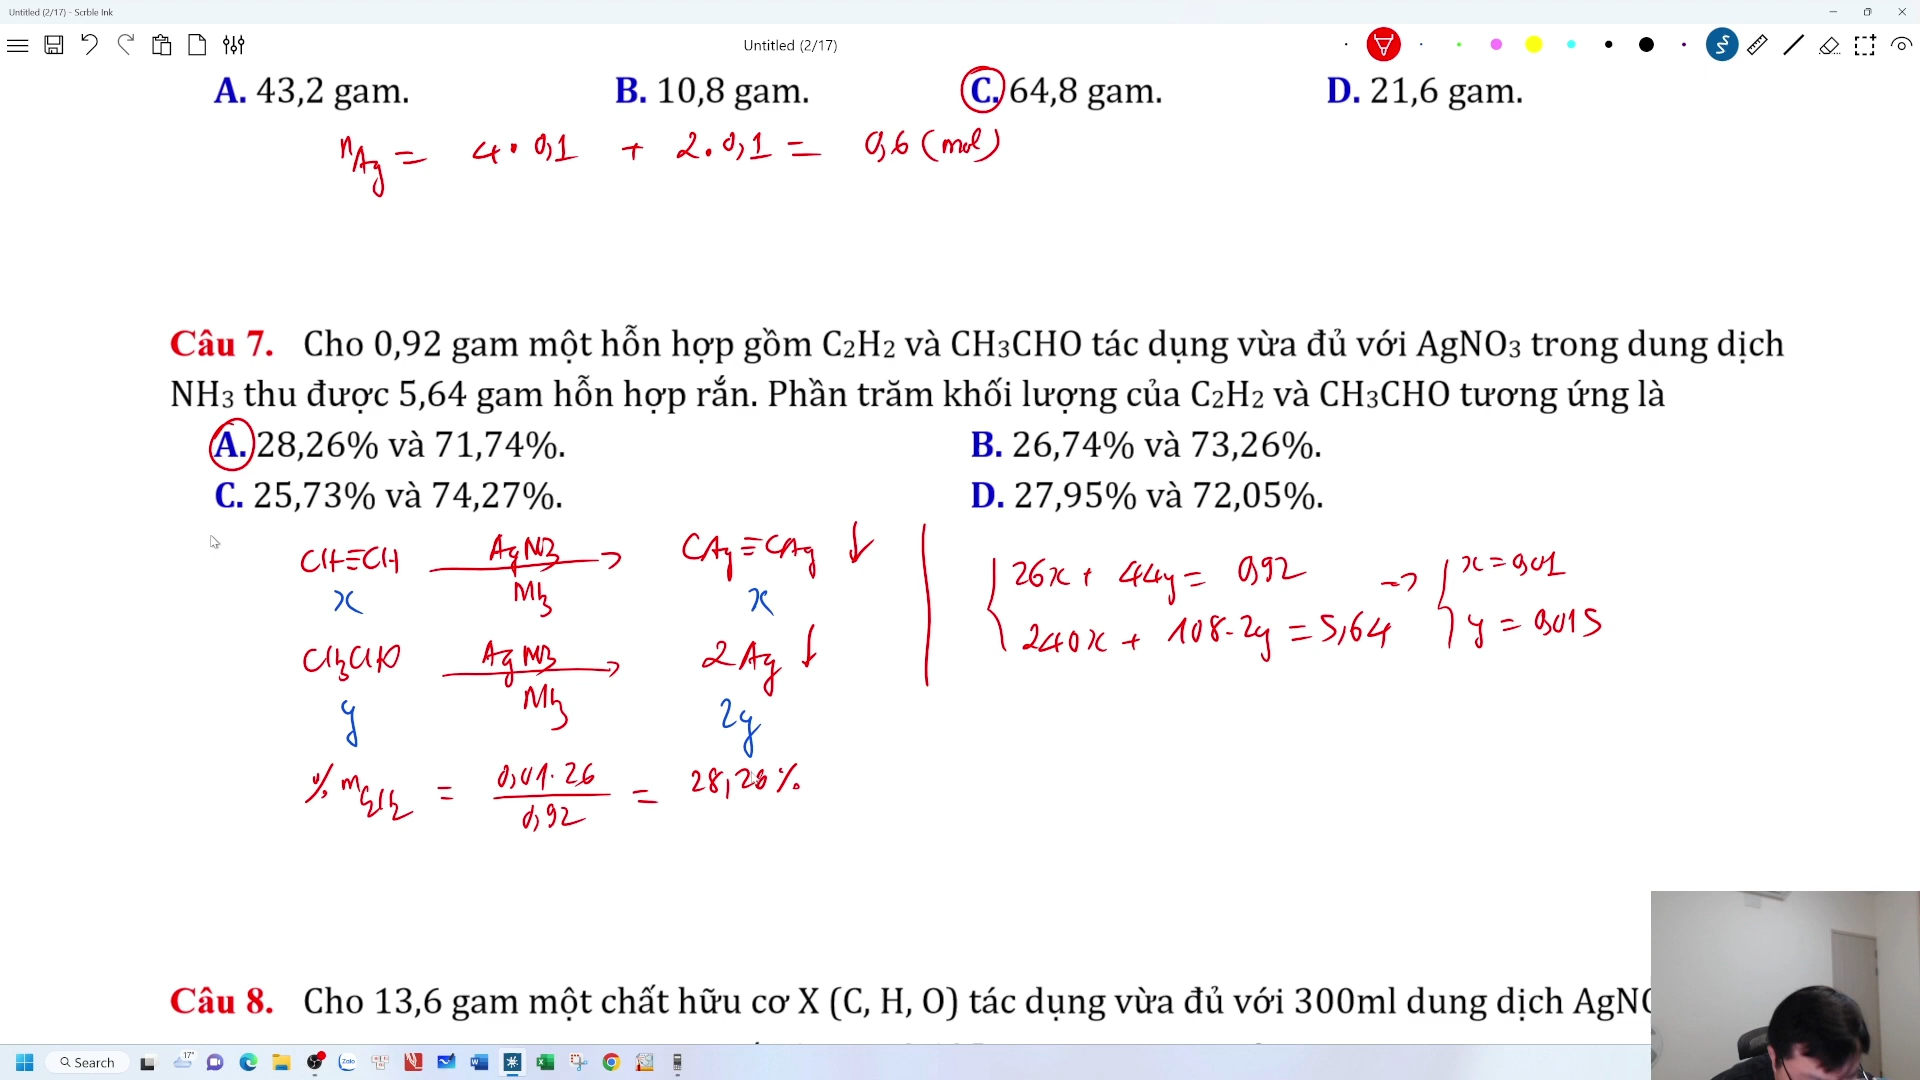 Untitled (2/17) - Scrble Ink
Untitled (2/17)
A. 43,2 gam. B. 10,8 gam. C. 64,8 gam. D. 21,6 gam.
nAg = 4 . 0,1 + 2 . 0,1 = 0,6 (mol)
Câu 7. Cho 0,92 gam một hỗn hợp gồm C2H2 và CH3CHO tác dụng vừa đủ với AgNO3 trong dung dịch
NH3 thu được 5,64 gam hỗn hợp rắn. Phần trăm khối lượng của C2H2 và CH3CHO tương ứng là
A. 28,26% và 71,74%. B. 26,74% và 73,26%.
C. 25,73% và 74,27%. D. 27,95% và 72,05%.
CH≡CH AgNO3 → NH3 CAg≡CAg ↓
x x
CH3CHO AgNO3 → NH3 2Ag ↓
y 2y
26x + 44y = 0,92 → x = 0,01
240x + 108.2y = 5,64 y = 0,015
% mC2H2 = 0,01.26 / 0,92 = 28,26%
Câu 8. Cho 13,6 gam một chất hữu cơ X (C, H, O) tác dụng vừa đủ với 300ml dung dịch AgNO
17°
Search
Zalo